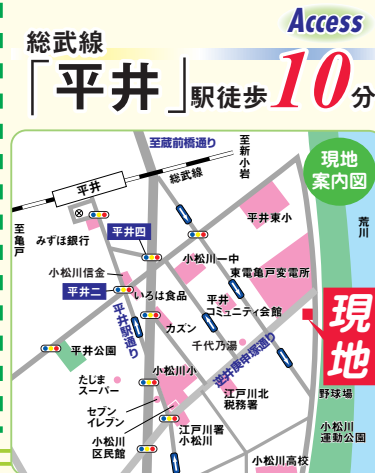 Access
総武線
「平井」駅徒歩10分
至蔵前橋通り
至新小岩
総武線
現地
案内図
平井
荒川
至亀戸
みずほ銀行
平井四
平井東小
小松川信金
小松川一中
東電亀戸変電所
平井二
いろは食品
平井
コミュニティ会館
平井駅通り
カズン
千代乃湯
現地
平井公園
逆井庚申塚通り
たじま
スーパー
小松川小
江戸川北
税務署
野球場
セブン
イレブン
江戸川署
小松川
小松川
運動公園
小松川
区民館
小松川高校